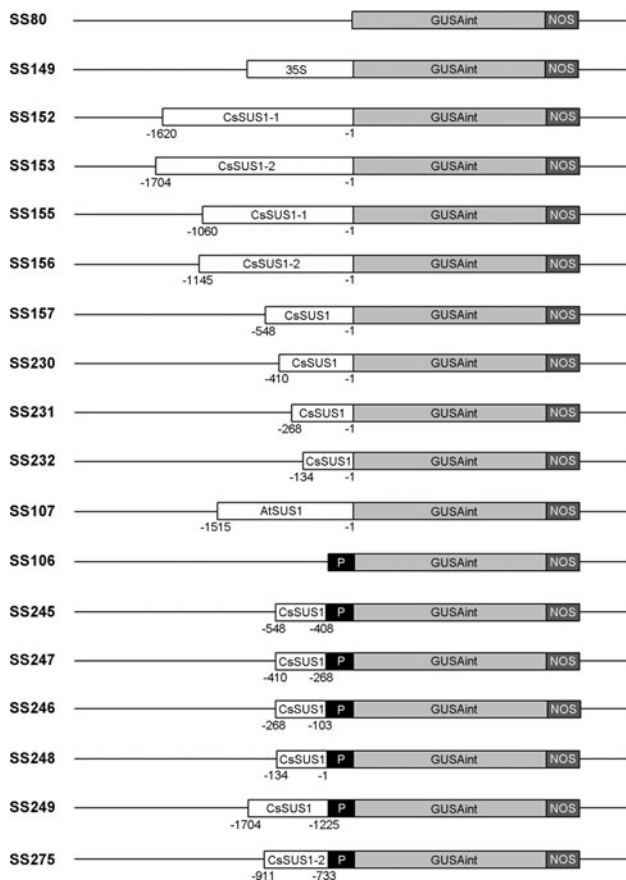 SS80 GUSAint NOS
SS149 35S GUSAint NOS
SS152 CsSUS1-1 GUSAint NOS
-1620 -1
SS153 CsSUS1-2 GUSAint NOS
-1704 -1
SS155 CsSUS1-1 GUSAint NOS
-1060 -1
SS156 CsSUS1-2 GUSAint NOS
-1145 -1
SS157 CsSUS1 GUSAint NOS
-548 -1
SS230 CsSUS1 GUSAint NOS
-410 -1
SS231 CsSUS1 GUSAint NOS
-268 -1
SS232 CsSUS1 GUSAint NOS
-134 -1
SS107 AtSUS1 GUSAint NOS
-1515 -1
SS106 P GUSAint NOS
SS245 CsSUS1 P GUSAint NOS
-548 -408
SS247 CsSUS1 P GUSAint NOS
-410 -268
SS246 CsSUS1 P GUSAint NOS
-268 -103
SS248 CsSUS1 P GUSAint NOS
-134 -1
SS249 CsSUS1 P GUSAint NOS
-1704 -1225
SS275 CsSUS1-2 P GUSAint NOS
-911 -733